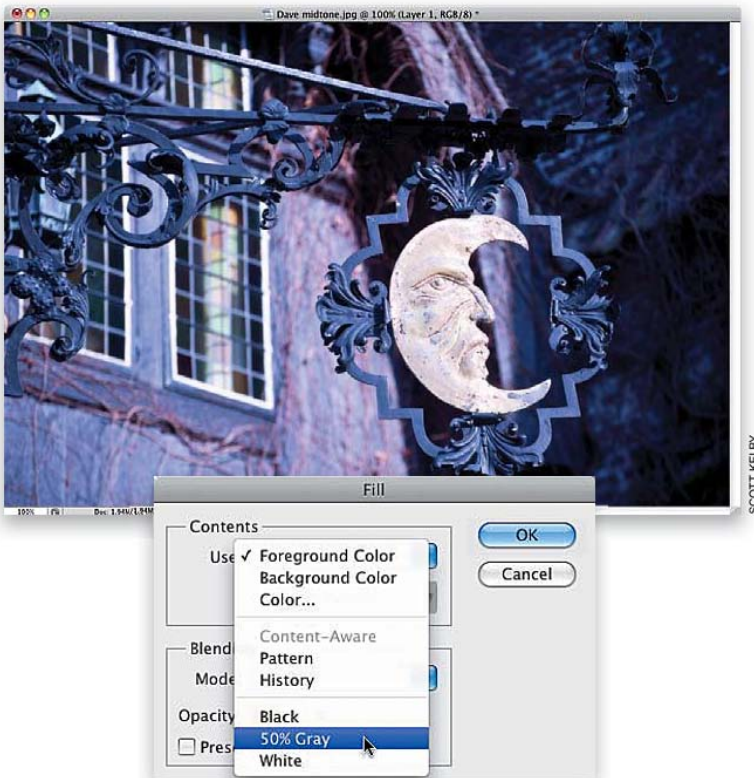 Dave midtone.jpg @ 100% (Layer 1, RGB/8) *
SCOTT KELBY
100%
Doc: 1.94M/1.94M
Fill
Contents
Use
✓ Foreground Color
Background Color
Color...
Content-Aware
Pattern
History
Black
50% Gray
White
Blend
Mode
Opacity
Pres
OK
Cancel